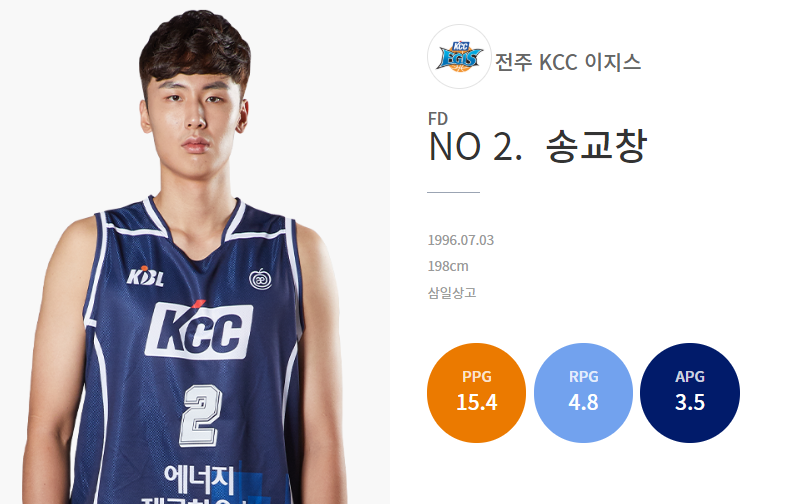 KCC
EGIS
전주 KCC 이지스
FD
NO 2. 송교창
1996.07.03
198cm
삼일상고
PPG
15.4
RPG
4.8
APG
3.5
KBL
KCC
2
에너지